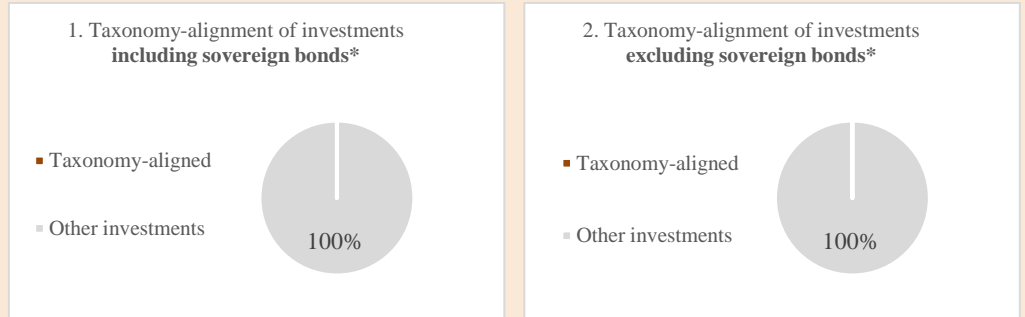 1. Taxonomy-alignment of investments
including sovereign bonds*
Taxonomy-aligned
Other investments
100%
2. Taxonomy-alignment of investments
excluding sovereign bonds*
Taxonomy-aligned
Other investments
100%